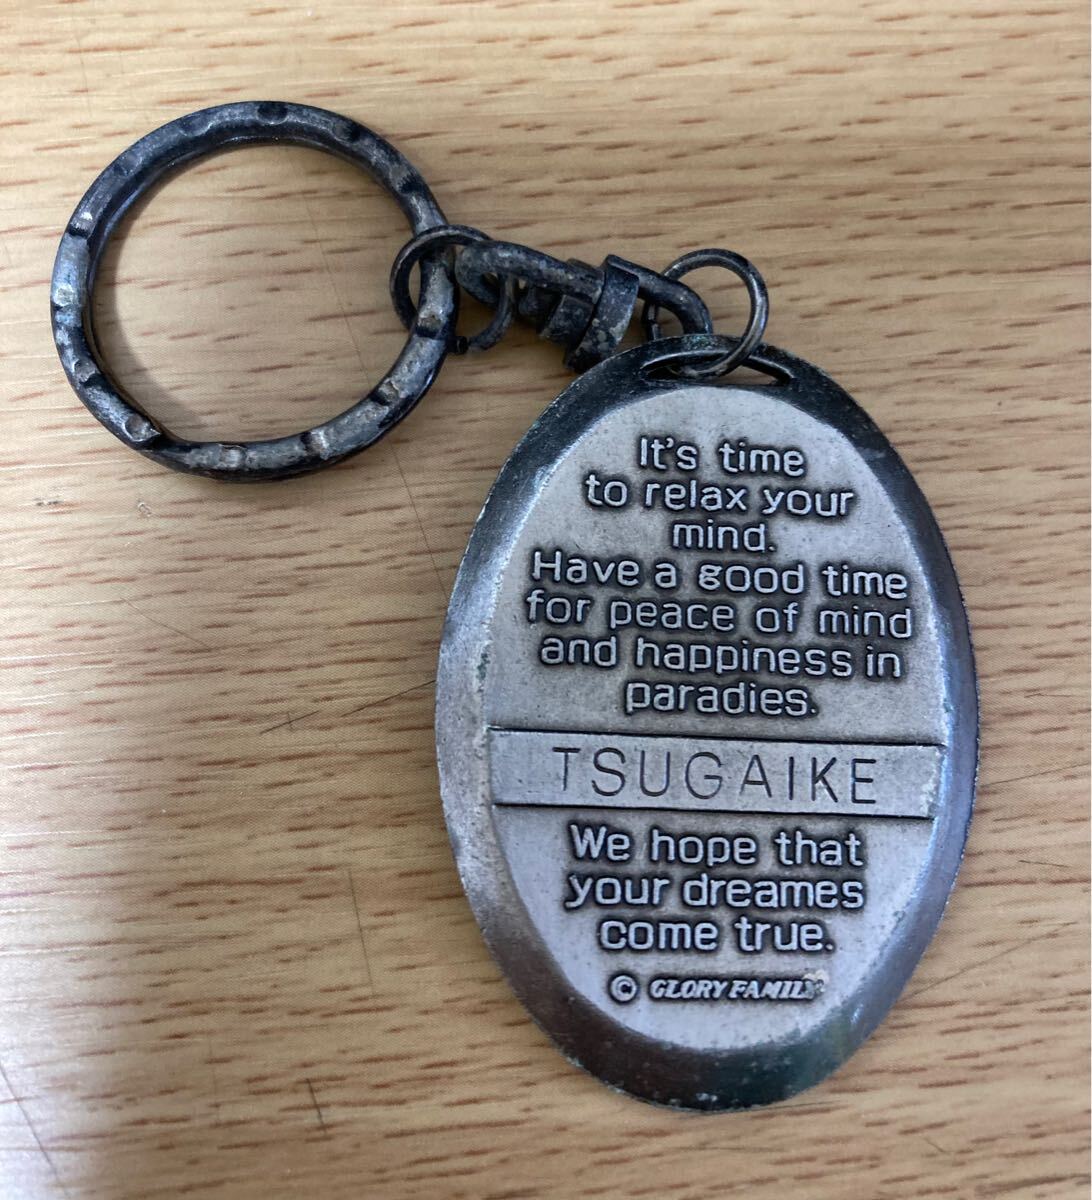 It's time
to relax your
mind.
Have a good time
for peace of mind
and happiness in
paradies.
TSUGAIKE
We hope that
your dreames
come true.
© GLORY FAMILY